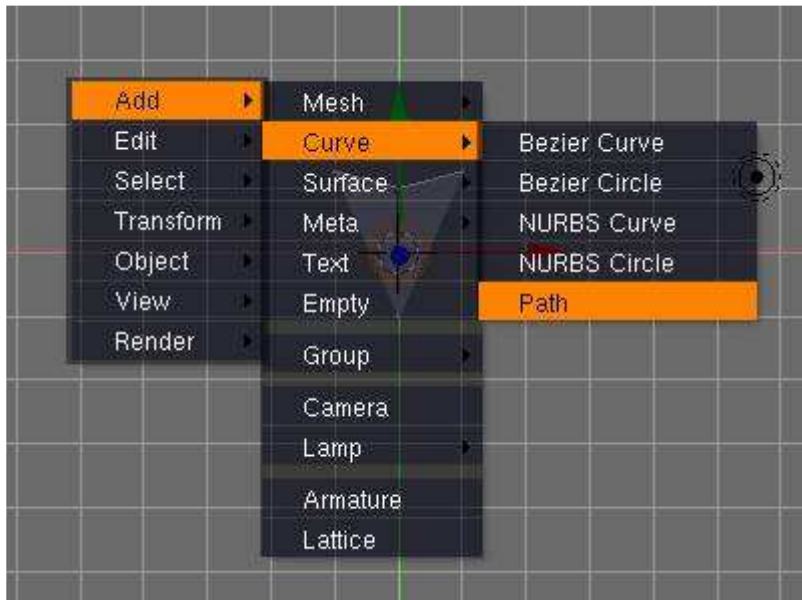 Add
Edit
Select
Transform
Object
View
Render
Mesh
Curve
Surface
Meta
Text
Empty
Group
Camera
Lamp
Armature
Lattice
Bezier Curve
Bezier Circle
NURBS Curve
NURBS Circle
Path